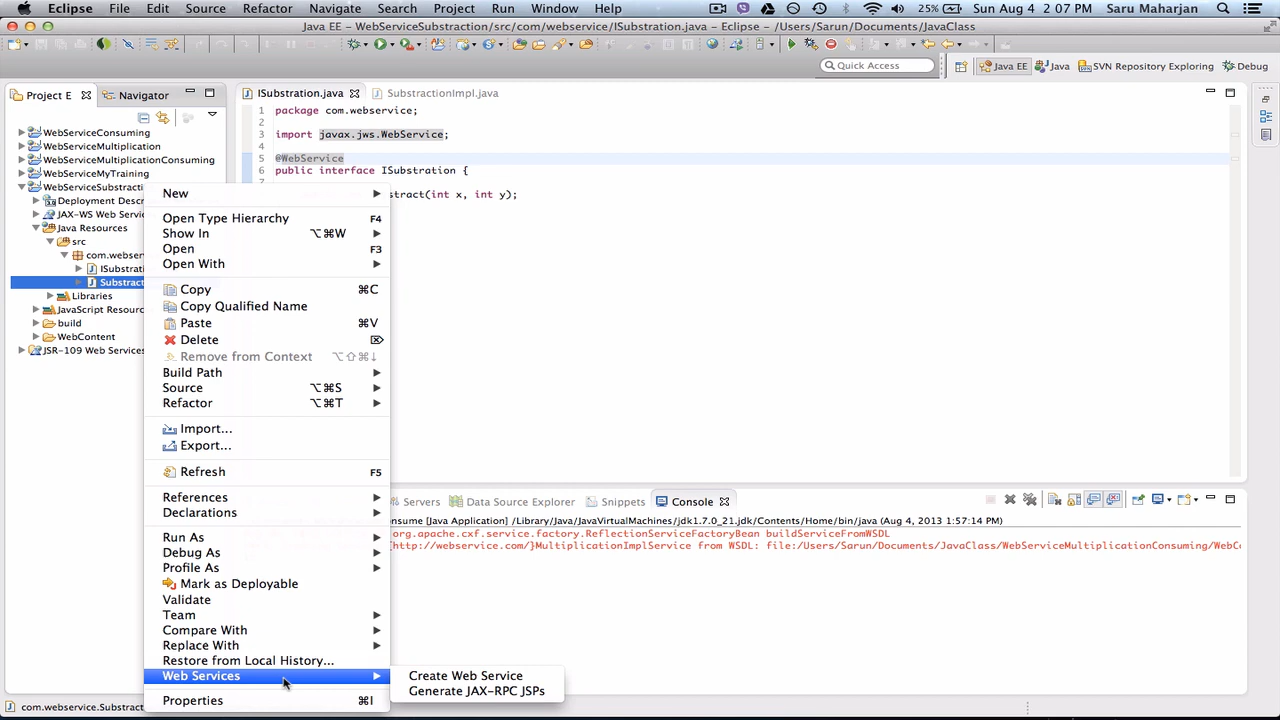 Eclipse File Edit Source Refactor Navigate Search Project Run Window Help 25% Sun Aug 4 2:07 PM Saru Maharjan
Java EE – WebServiceSubstraction/src/com/webservice/ISubstration.java – Eclipse – /Users/Sarun/Documents/JavaClass
Quick Access Java EE Java SVN Repository Exploring Debug
Project E Navigator
WebServiceConsuming
WebServiceMultiplication
WebServiceMultiplicationConsuming
WebServiceMyTraining
WebServiceSubstracti
Deployment Descr
JAX-WS Web Servic
Java Resources
src
com.webserv
ISubstrati
Substract
Libraries
JavaScript Resourc
build
WebContent
JSR-109 Web Services
New
Open Type Hierarchy F4
Show In ⌥⌘W
Open F3
Open With
Copy ⌘C
Copy Qualified Name
Paste ⌘V
Delete ⌦
Remove from Context ⌥⇧⌘↓
Build Path
Source ⌥⌘S
Refactor ⌥⌘T
Import...
Export...
Refresh F5
References
Declarations
Run As
Debug As
Profile As
Mark as Deployable
Validate
Team
Compare With
Replace With
Restore from Local History...
Web Services
Properties ⌘I
Create Web Service
Generate JAX-RPC JSPs
ISubstration.java SubstractionImpl.java
1 package com.webservice;
2
3 import javax.jws.WebService;
4
5 @WebService
6 public interface ISubstration {
7
stract(int x, int y);
Servers Data Source Explorer Snippets Console
onsume [Java Application] /Library/Java/JavaVirtualMachines/jdk1.7.0_21.jdk/Contents/Home/bin/java (Aug 4, 2013 1:57:14 PM)
org.apache.cxf.service.factory.ReflectionServiceFactoryBean buildServiceFromWSDL
http://webservice.com/}MultiplicationImplService from WSDL: file:/Users/Sarun/Documents/JavaClass/WebServiceMultiplicationConsuming/WebCo
com.webservice.Substract